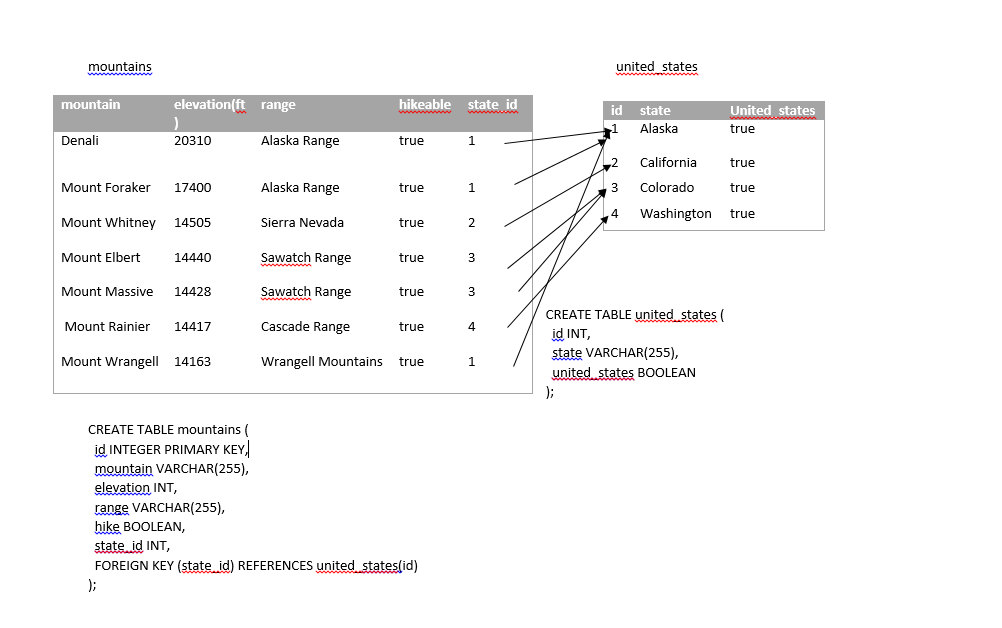 mountains
mountain elevation(ft) range hikeable state_id
Denali 20310 Alaska Range true 1
Mount Foraker 17400 Alaska Range true 1
Mount Whitney 14505 Sierra Nevada true 2
Mount Elbert 14440 Sawatch Range true 3
Mount Massive 14428 Sawatch Range true 3
Mount Rainier 14417 Cascade Range true 4
Mount Wrangell 14163 Wrangell Mountains true 1
united_states
id state United_states
1 Alaska true
2 California true
3 Colorado true
4 Washington true
CREATE TABLE united_states (
id INT,
state VARCHAR(255),
united_states BOOLEAN
);
CREATE TABLE mountains (
id INTEGER PRIMARY KEY,
mountain VARCHAR(255),
elevation INT,
range VARCHAR(255),
hike BOOLEAN,
state_id INT,
FOREIGN KEY (state_id) REFERENCES united_states(id)
);